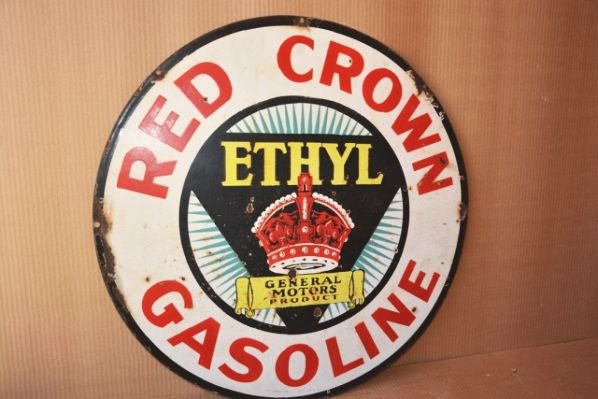 RED CROWN
ETHYL
GENERAL
MOTORS
PRODUCT
GASOLINE